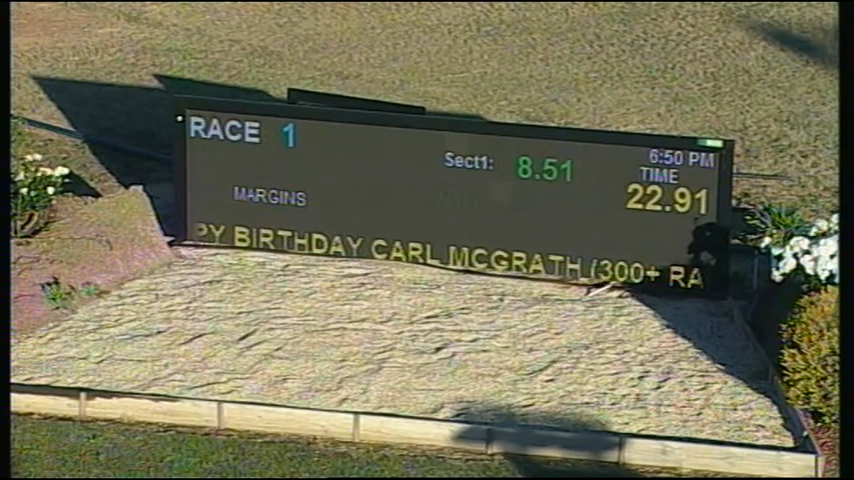 RACE 1
Sect1: 8.51
6:50 PM
TIME
22.91
MARGINS
PY BIRTHDAY CARL MCGRATH (300+ RA